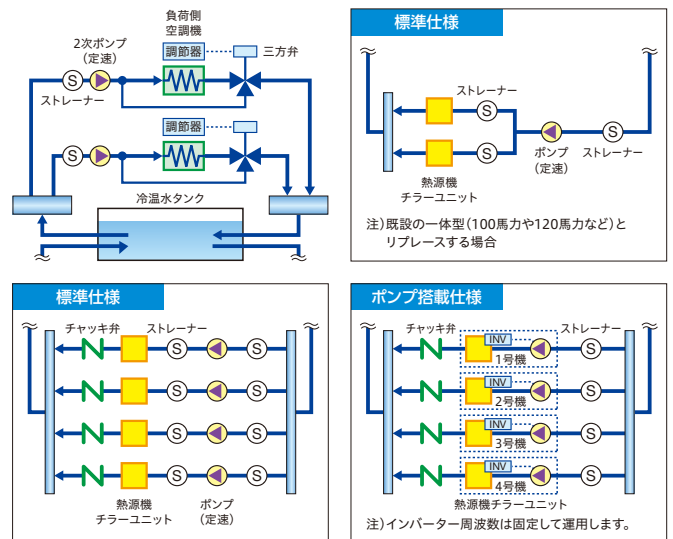 負荷側
空調機
2次ポンプ
(定速)
調節器
三方弁
S
ストレーナー
調節器
S
冷温水タンク
標準仕様
ストレーナー
S
S
S
ポンプ
(定速)
ストレーナー
熱源機
チラーユニット
注)既設の一体型(100馬力や120馬力など)と
リプレースする場合
標準仕様
チャッキ弁
ストレーナー
S
S
S
S
S
S
S
S
熱源機
チラーユニット
ポンプ
(定速)
ポンプ搭載仕様
チャッキ弁
ストレーナー
INV
S
1号機
INV
S
2号機
INV
S
3号機
INV
S
4号機
熱源機チラーユニット
注)インバーター周波数は固定して運用します。